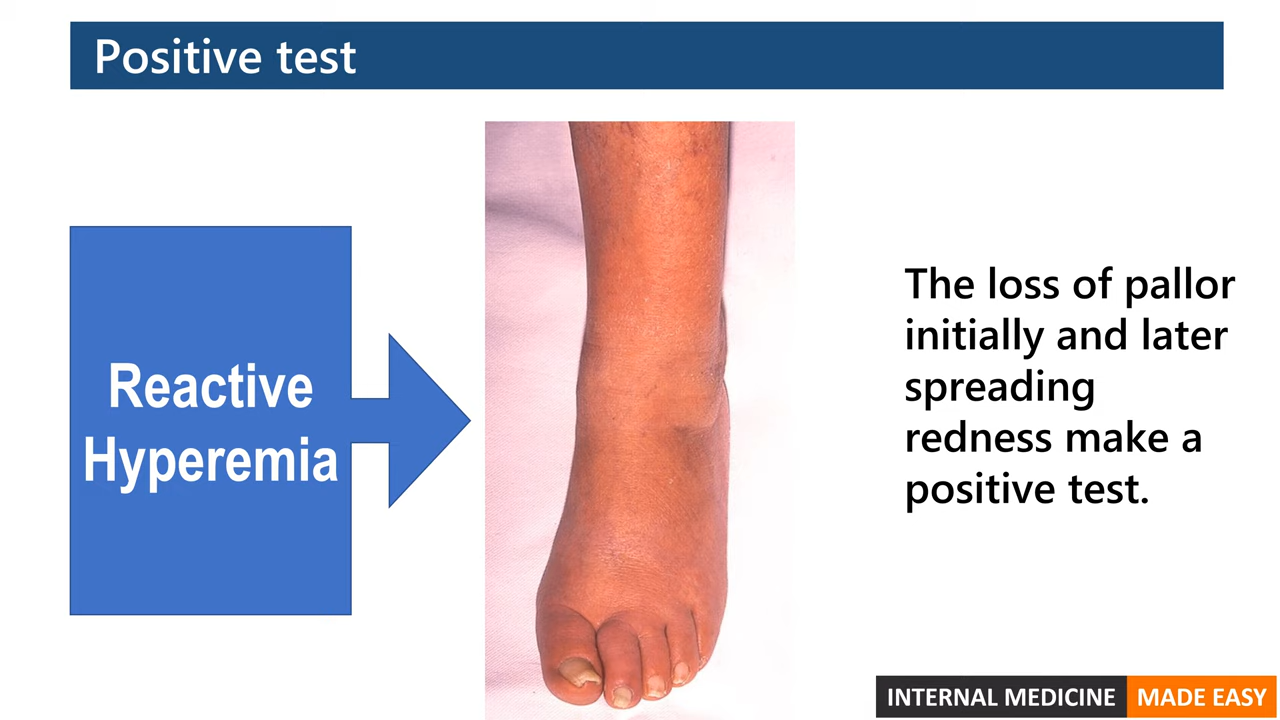 Positive test
Reactive
Hyperemia
The loss of pallor
initially and later
spreading
redness make a
positive test.
INTERNAL MEDICINE MADE EASY